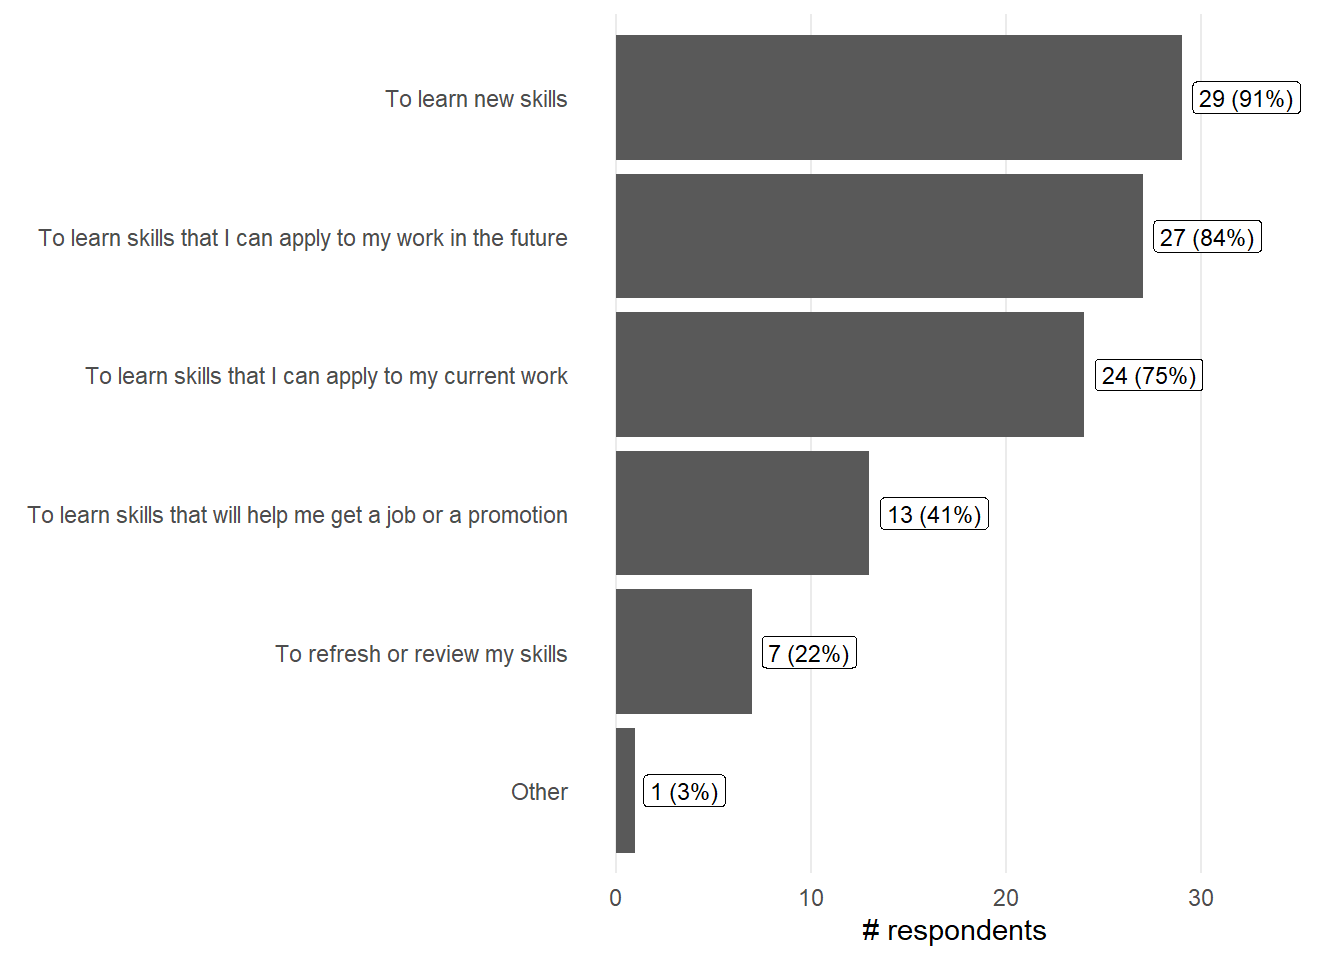 To learn new skills
29 (91%)
To learn skills that I can apply to my work in the future
27 (84%)
To learn skills that I can apply to my current work
24 (75%)
To learn skills that will help me get a job or a promotion
13 (41%)
To refresh or review my skills
7 (22%)
Other
1 (3%)
0 10 20 30
# respondents